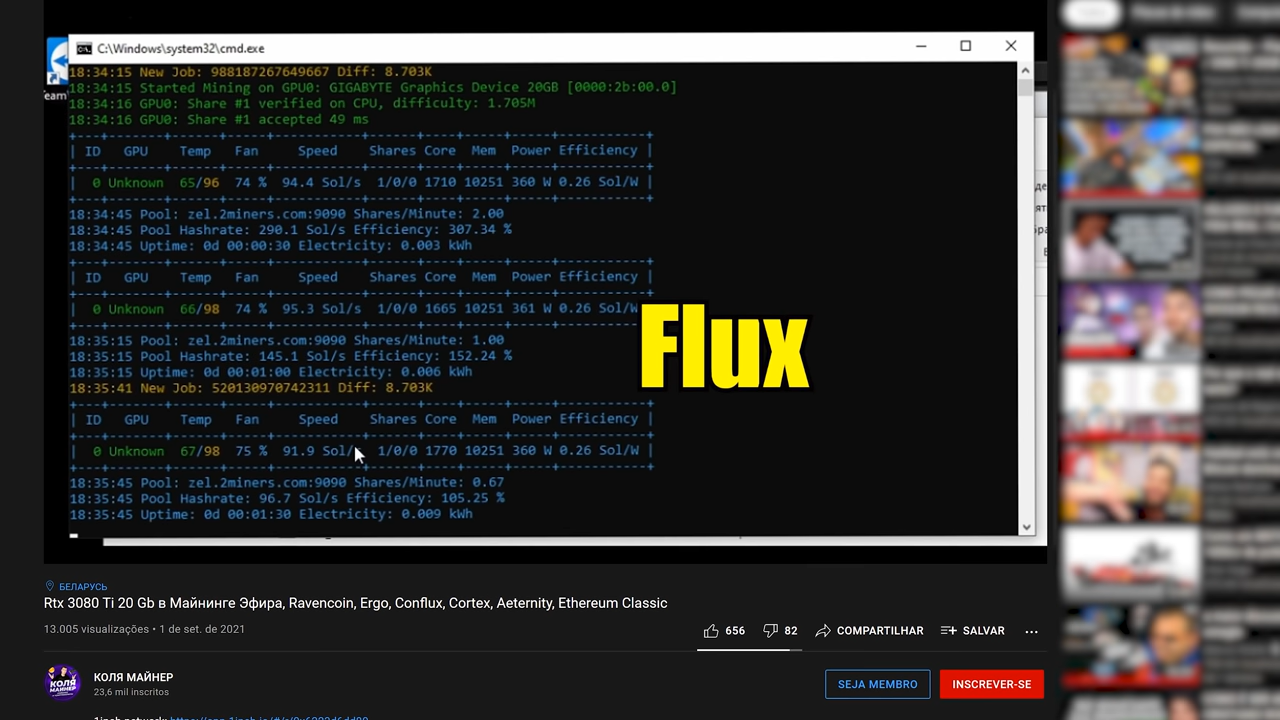 C:\Windows\system32\cmd.exe
18:34:15 New Job: 988187267649667 Diff: 8.703K
18:34:15 Started Mining on GPU0: GIGABYTE Graphics Device 20GB [0000:2b:00.0]
18:34:16 GPU0: Share #1 verified on CPU, difficulty: 1.705M
18:34:16 GPU0: Share #1 accepted 49 ms
| ID GPU Temp Fan Speed Shares Core Mem Power Efficiency |
| 0 Unknown 65/96 74 % 94.4 Sol/s 1/0/0 1710 10251 360 W 0.26 Sol/W |
18:34:45 Pool: zel.2miners.com:9090 Shares/Minute: 2.00
18:34:45 Pool Hashrate: 290.1 Sol/s Efficiency: 307.34 %
18:34:45 Uptime: 0d 00:00:30 Electricity: 0.003 kWh
| ID GPU Temp Fan Speed Shares Core Mem Power Efficiency |
| 0 Unknown 66/98 74 % 95.3 Sol/s 1/0/0 1665 10251 361 W 0.26 Sol/W
18:35:15 Pool: zel.2miners.com:9090 Shares/Minute: 1.00
18:35:15 Pool Hashrate: 145.1 Sol/s Efficiency: 152.24 %
18:35:15 Uptime: 0d 00:01:00 Electricity: 0.006 kWh
18:35:41 New Job: 520130970742311 Diff: 8.703K
| ID GPU Temp Fan Speed Shares Core Mem Power Efficiency |
| 0 Unknown 67/98 75 % 91.9 Sol/ 1/0/0 1770 10251 360 W 0.26 Sol/W |
18:35:45 Pool: zel.2miners.com:9090 Shares/Minute: 0.67
18:35:45 Pool Hashrate: 96.7 Sol/s Efficiency: 105.25 %
18:35:45 Uptime: 0d 00:01:30 Electricity: 0.009 kWh
Flux
БЕЛАРУСЬ
Rtx 3080 Ti 20 Gb в Майнинге Эфира, Ravencoin, Ergo, Conflux, Cortex, Aeternity, Ethereum Classic
13.005 visualizações • 1 de set. de 2021
656 82 COMPARTILHAR SALVAR
КОЛЯ МАЙНЕР
23,6 mil inscritos
SEJA MEMBRO INSCREVER-SE